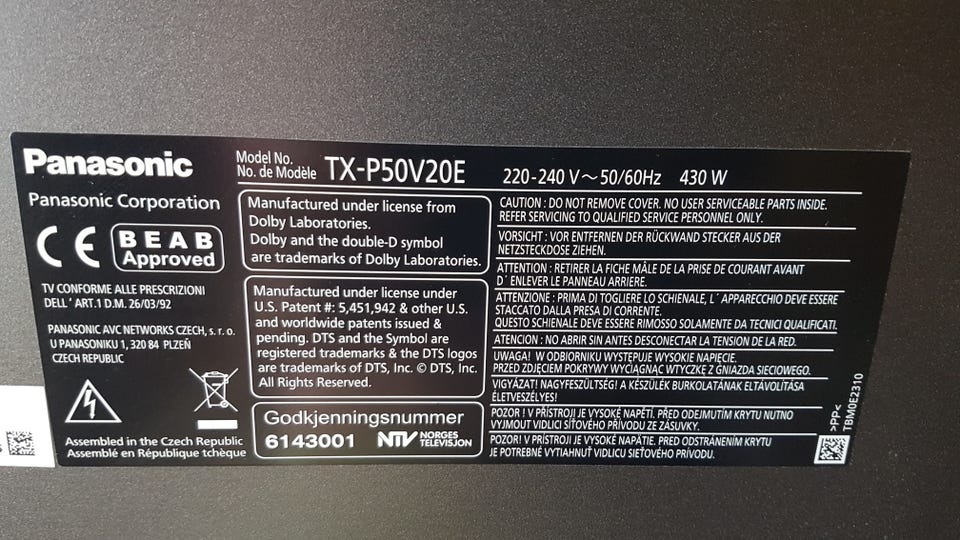 Panasonic
Model No.
No. de Modèle TX-P50V20E
220-240 V～50/60Hz 430 W
Panasonic Corporation
CE
BEAB
Approved
TV CONFORME ALLE PRESCRIZIONI
DELL' ART.1 D.M. 26/03/92
PANASONIC AVC NETWORKS CZECH, s. r. o.
U PANASONIKU 1, 320 84 PLZEŇ
CZECH REPUBLIC
Assembled in the Czech Republic
Assemblé en République tchèque
Manufactured under license from
Dolby Laboratories.
Dolby and the double-D symbol
are trademarks of Dolby Laboratories.
Manufactured under license under
U.S. Patent #: 5,451,942 & other U.S.
and worldwide patents issued &
pending. DTS and the Symbol are
registered trademarks & the DTS logos
are trademarks of DTS, Inc. © DTS, Inc.
All Rights Reserved.
Godkjenningsnummer
6143001 NTV NORGES
TELEVISJON
CAUTION : DO NOT REMOVE COVER. NO USER SERVICEABLE PARTS INSIDE.
REFER SERVICING TO QUALIFIED SERVICE PERSONNEL ONLY.
VORSICHT : VOR ENTFERNEN DER RÜCKWAND STECKER AUS DER
NETZSTECKDOSE ZIEHEN.
ATTENTION : RETIRER LA FICHE MÂLE DE LA PRISE DE COURANT AVANT
D´ ENLEVER LE PANNEAU ARRIERE.
ATTENZIONE : PRIMA DI TOGLIERE LO SCHIENALE, L´ APPARECCHIO DEVE ESSERE
STACCATO DALLA PRESA DI CORRENTE.
QUESTO SCHIENALE DEVE ESSERE RIMOSSO SOLAMENTE DA TECNICI QUALIFICATI.
ATENCION : NO ABRIR SIN ANTES DESCONECTAR LA TENSION DE LA RED.
UWAGA! W ODBIORNIKU WYSTĘPUJE WYSOKIE NAPIĘCIE.
PRZED ZDJĘCIEM POKRYWY WYCIĄGNĄĆ WTYCZKĘ Z GNIAZDA SIECIOWEGO.
VIGYÁZAT! NAGYFESZÜLTSÉG! A KÉSZÜLÉK BURKOLATÁNAK ELTÁVOLÍTÁSA
ÉLETVESZÉLYES!
POZOR ! V PŘÍSTROJI JE VYSOKÉ NAPĚTÍ. PŘED ODEJMUTÍM KRYTU NUTNO
VYJMOUT VIDLICI SÍŤOVÉHO PŘÍVODU ZE ZÁSUVKY.
POZOR! V PRÍSTROJI JE VYSOKÉ NAPÄTIE. PRED ODSTRÁNENÍM KRYTU
JE POTREBNÉ VYTIAHNUŤ VIDLICU SIEŤOVÉHO PRÍVODU.
>PP<
TBM0E2310